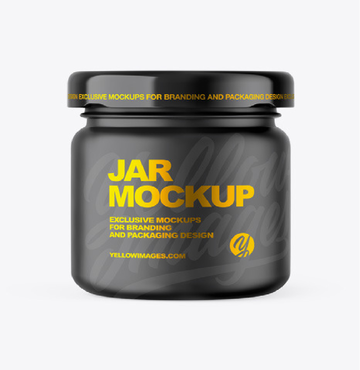 EXCLUSIVE MOCKUPS FOR BRANDING AND PACKAGING DESIGN
JAR
MOCKUP
EXCLUSIVE MOCKUPS
FOR BRANDING
AND PACKAGING DESIGN
YELLOWIMAGES.COM